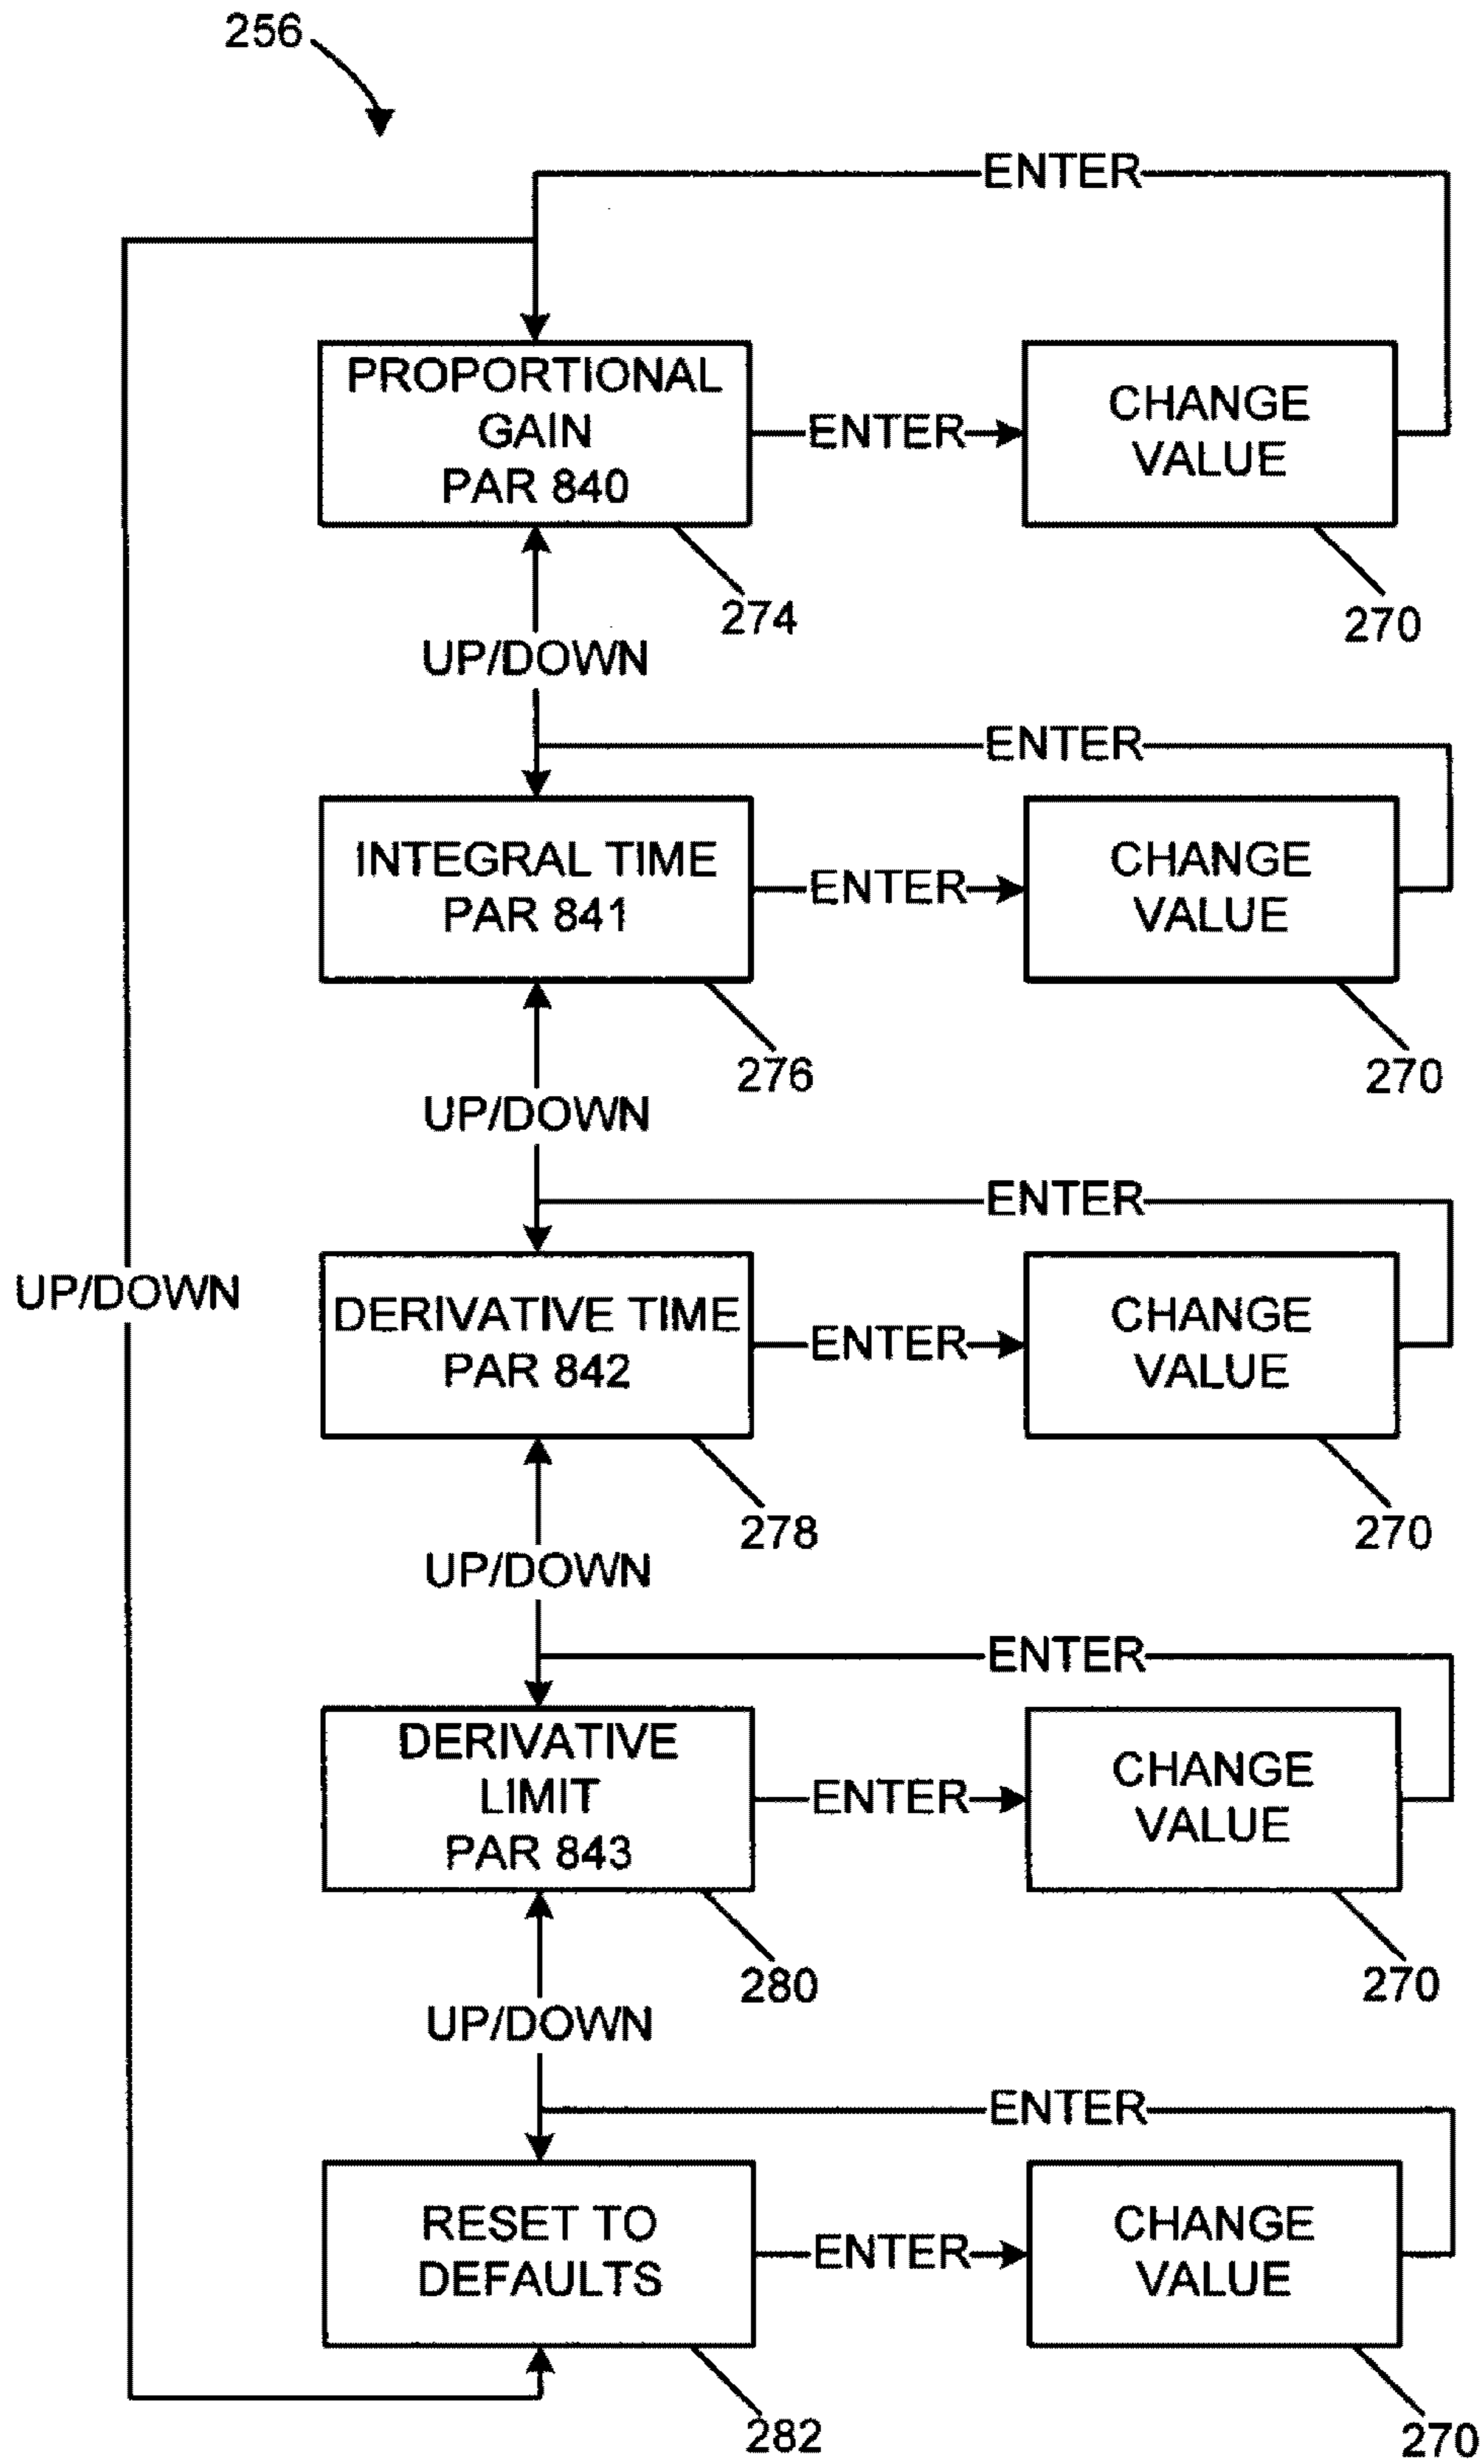 256
ENTER
PROPORTIONAL
GAIN
PAR 840
ENTER
CHANGE
VALUE
274
270
UP/DOWN
ENTER
INTEGRAL TIME
PAR 841
ENTER
CHANGE
VALUE
276
270
UP/DOWN
ENTER
UP/DOWN
DERIVATIVE TIME
PAR 842
ENTER
CHANGE
VALUE
278
270
UP/DOWN
ENTER
DERIVATIVE
LIMIT
PAR 843
ENTER
CHANGE
VALUE
280
270
UP/DOWN
ENTER
RESET TO
DEFAULTS
ENTER
CHANGE
VALUE
282
270